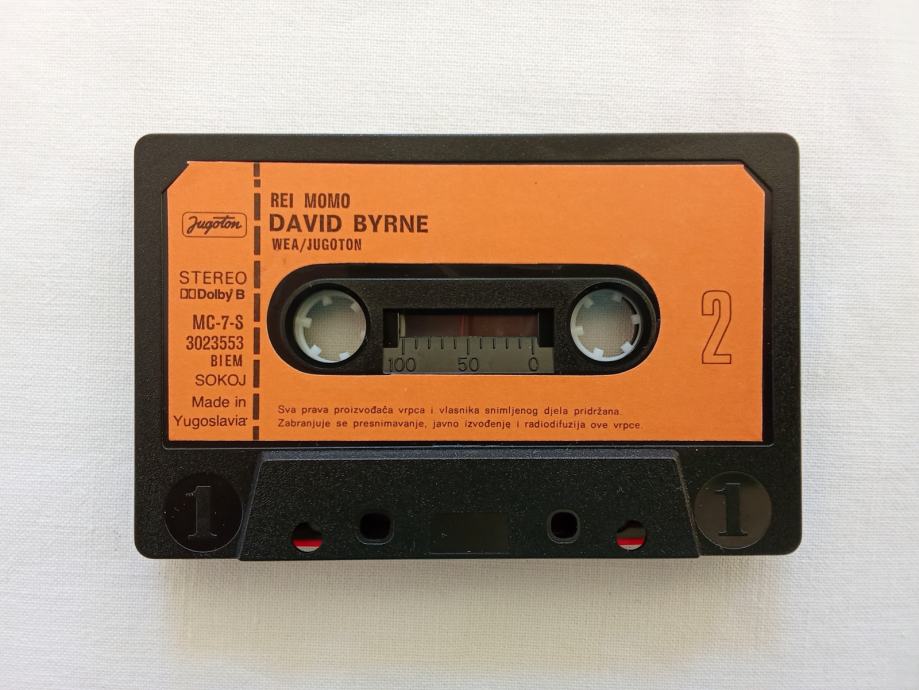 Jugoton
STEREO
Dolby B
MC-7-S
3023553
BIEM
SOKOJ
Made in
Yugoslavia
REI MOMO
DAVID BYRNE
WEA/JUGOTON
100 50 0
2
Sva prava proizvođača vrpca i vlasnika snimljenog djela pridržana.
Zabranjuje se presnimavanje, javno izvođenje i radiodifuzija ove vrpce.
1 1